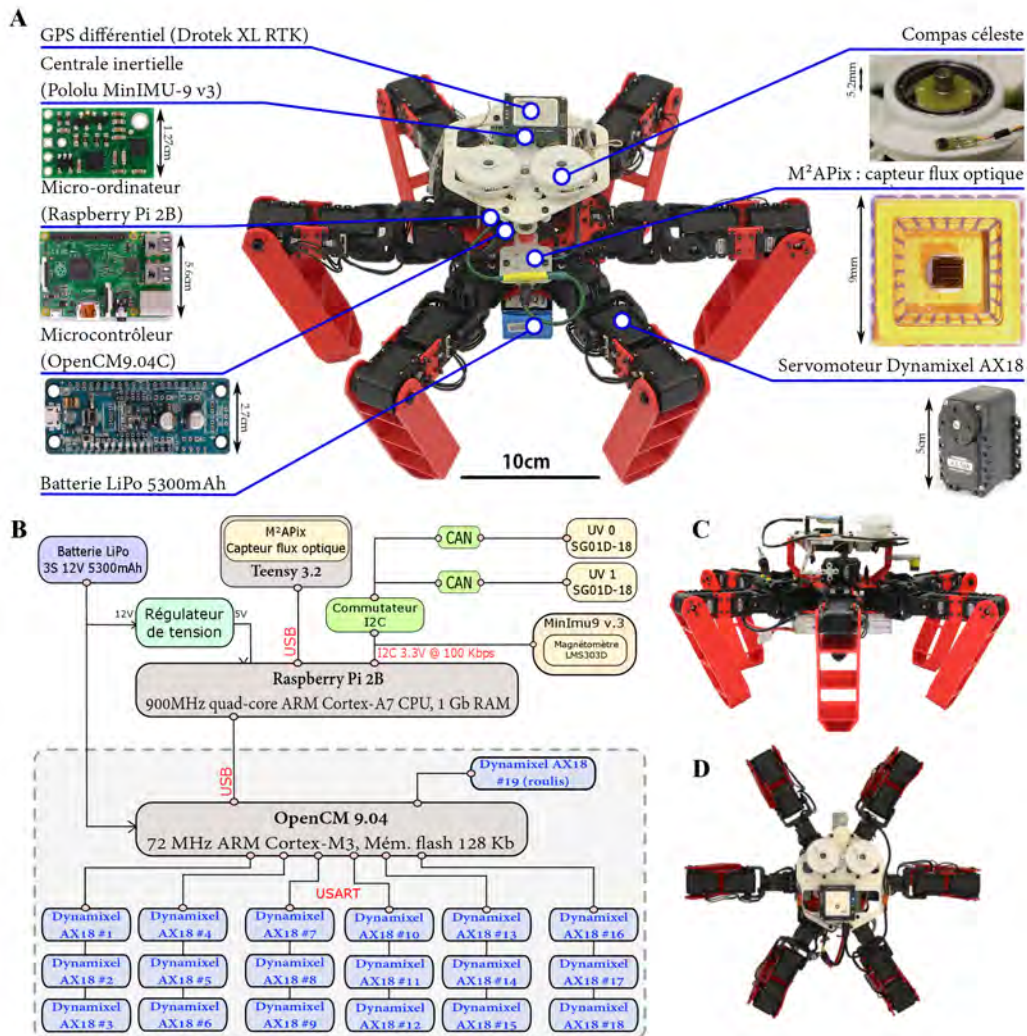 A
GPS différentiel (Drotek XL RTK)
Centrale inertielle
(Pololu MinIMU-9 v3)
1.27cm
Micro-ordinateur
(Raspberry Pi 2B)
5.6cm
Microcontrôleur
(OpenCM9.04C)
2.7cm
Batterie LiPo 5300mAh
10cm
Compas céleste
5.2mm
M²APix : capteur flux optique
9mm
Servomoteur Dynamixel AX18
5cm
B
Batterie LiPo
3S 12V 5300mAh
M²APix
Capteur flux optique
Teensy 3.2
CAN
UV 0
SG01D-18
CAN
UV 1
SG01D-18
12V
Régulateur
de tension
5V
Commutateur
I2C
MinImu9 v.3
Magnétomètre
LMS303D
USB
I2C 3.3V @ 100 Kbps
Raspberry Pi 2B
900MHz quad-core ARM Cortex-A7 CPU, 1 Gb RAM
USB
Dynamixel AX18
#19 (roulis)
OpenCM 9.04
72 MHz ARM Cortex-M3, Mém. flash 128 Kb
USART
Dynamixel
AX18 #1
Dynamixel
AX18 #4
Dynamixel
AX18 #7
Dynamixel
AX18 #10
Dynamixel
AX18 #13
Dynamixel
AX18 #16
Dynamixel
AX18 #2
Dynamixel
AX18 #5
Dynamixel
AX18 #8
Dynamixel
AX18 #11
Dynamixel
AX18 #14
Dynamixel
AX18 #17
Dynamixel
AX18 #3
Dynamixel
AX18 #6
Dynamixel
AX18 #9
Dynamixel
AX18 #12
Dynamixel
AX18 #15
Dynamixel
AX18 #18
C
D